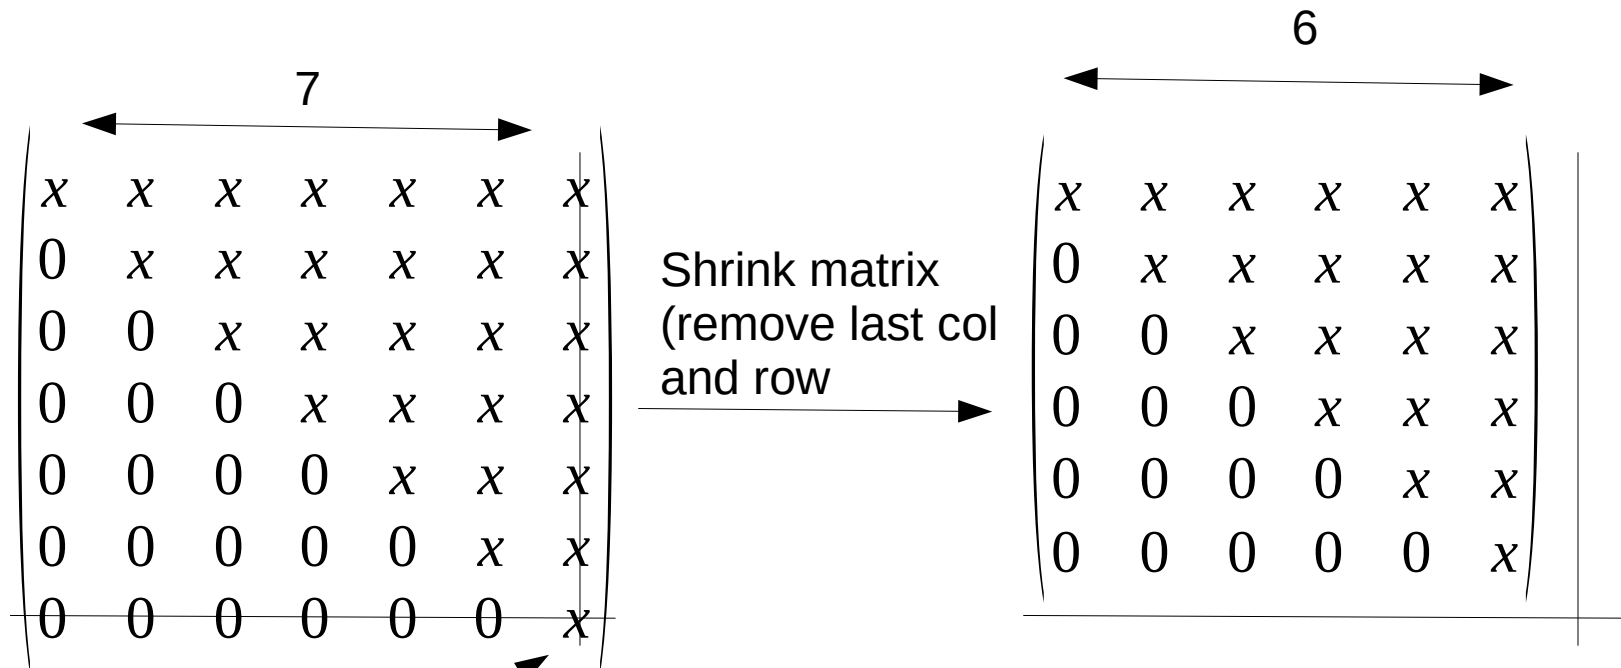 7
x x x x x x x
0 x x x x x x
0 0 x x x x x
0 0 0 x x x x
0 0 0 0 x x x
0 0 0 0 0 x x
0 0 0 0 0 0 x
Shrink matrix
(remove last col
and row
6
x x x x x x
0 x x x x x
0 0 x x x x
0 0 0 x x x
0 0 0 0 x x
0 0 0 0 0 x